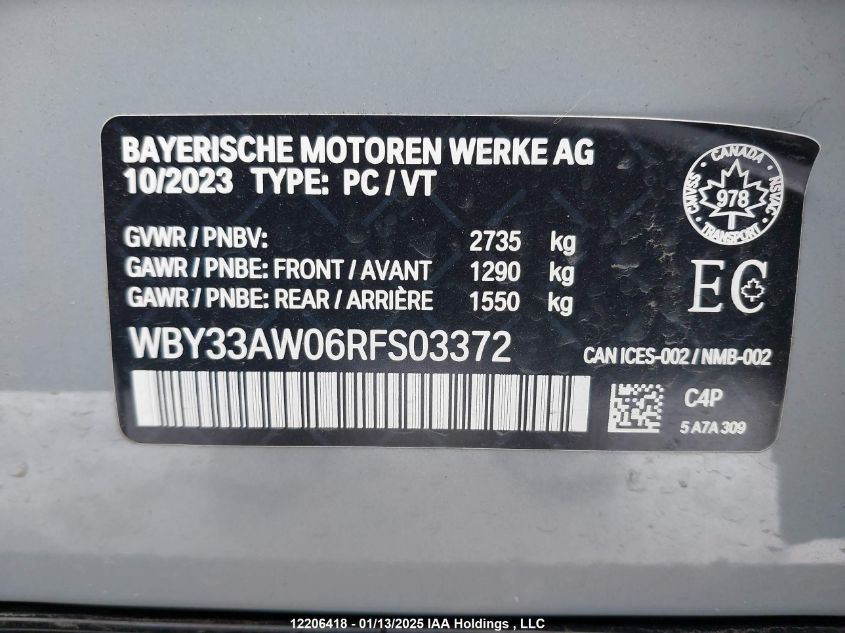 BAYERISCHE MOTOREN WERKE AG
10/2023 TYPE: PC / VT
GVWR / PNBV: 2735 kg
GAWR / PNBE: FRONT / AVANT 1290 kg
GAWR / PNBE: REAR / ARRIÈRE 1550 kg
WBY33AW06RFS03372
CANADA
CMVSS 978 NSVAC
TRANSPORT
EC
CAN ICES-002 / NMB-002
C4P
5 A7A 309
12206418 - 01/13/2025 IAA Holdings , LLC